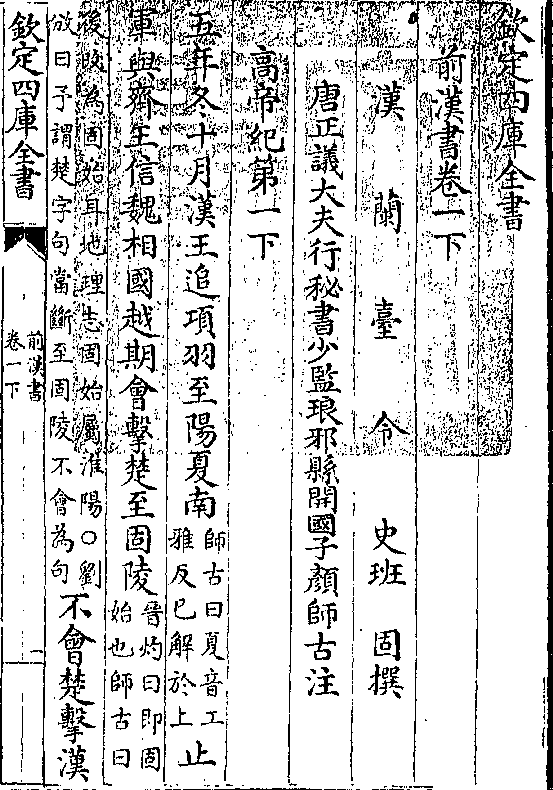 欽定四庫全書
前漢書卷一下
漢蘭臺令史班固撰
唐正議大夫行秘書少監琅邪縣開國子顏師古注
高帝紀第一下
五年冬十月漢王追項羽至陽夏南師古曰夏音工雅反已解於上止
軍與齊王信魏相國越期會擊楚至固陵晉灼曰即固始也師古曰
後改為固始耳地理志固始屬淮陽○劉攽曰予謂楚字句當斷至固陵不會為句不會楚擊漢
欽定四庫全書
前漢書
卷一下
一